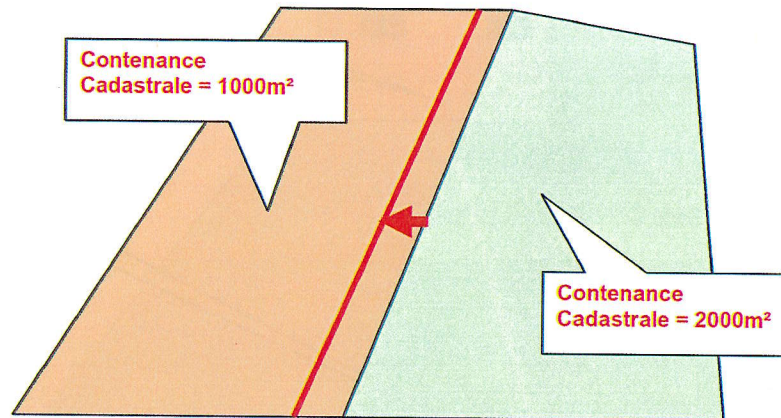 Contenance
Cadastrale = 1000m²
Contenance
Cadastrale = 2000m²